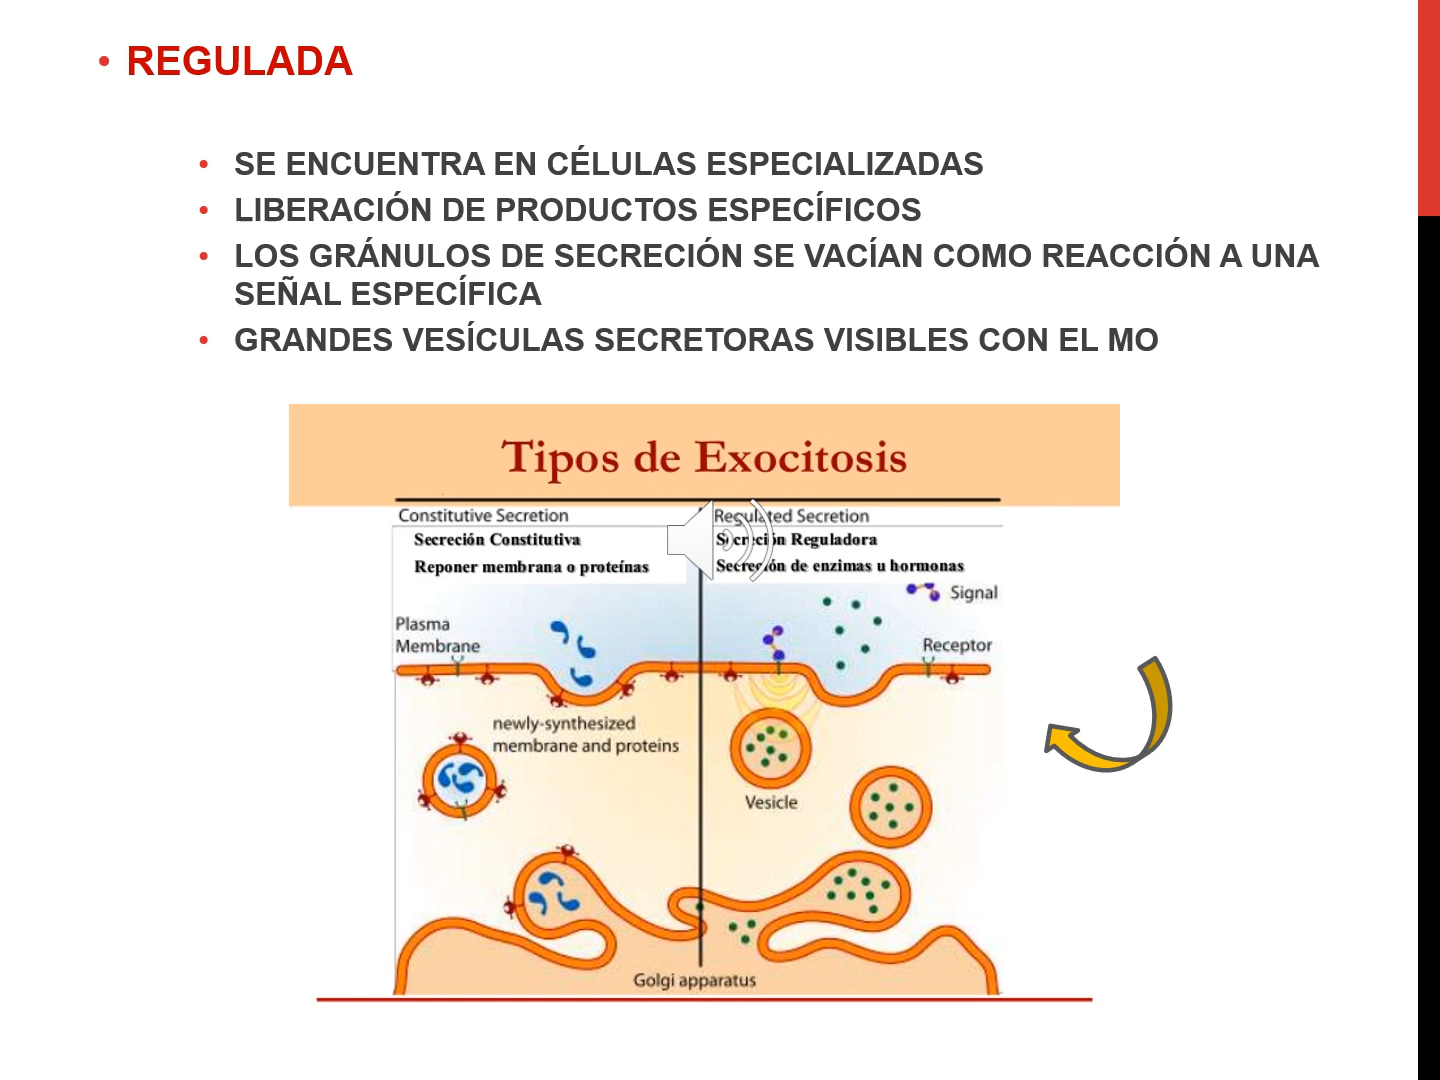 • REGULADA
• SE ENCUENTRA EN CÉLULAS ESPECIALIZADAS
• LIBERACIÓN DE PRODUCTOS ESPECÍFICOS
• LOS GRÁNULOS DE SECRECIÓN SE VACÍAN COMO REACCIÓN A UNA
SEÑAL ESPECÍFICA
• GRANDES VESÍCULAS SECRETORAS VISIBLES CON EL MO
Tipos de Exocitosis
Constitutive Secretion
Secreción Constitutiva
Reponer membrana o proteínas
Regulated Secretion
Secreción Reguladora
Secreción de enzimas u hormonas
Signal
Plasma
Membrane
Receptor
newly-synthesized
membrane and proteins
Vesicle
Golgi apparatus